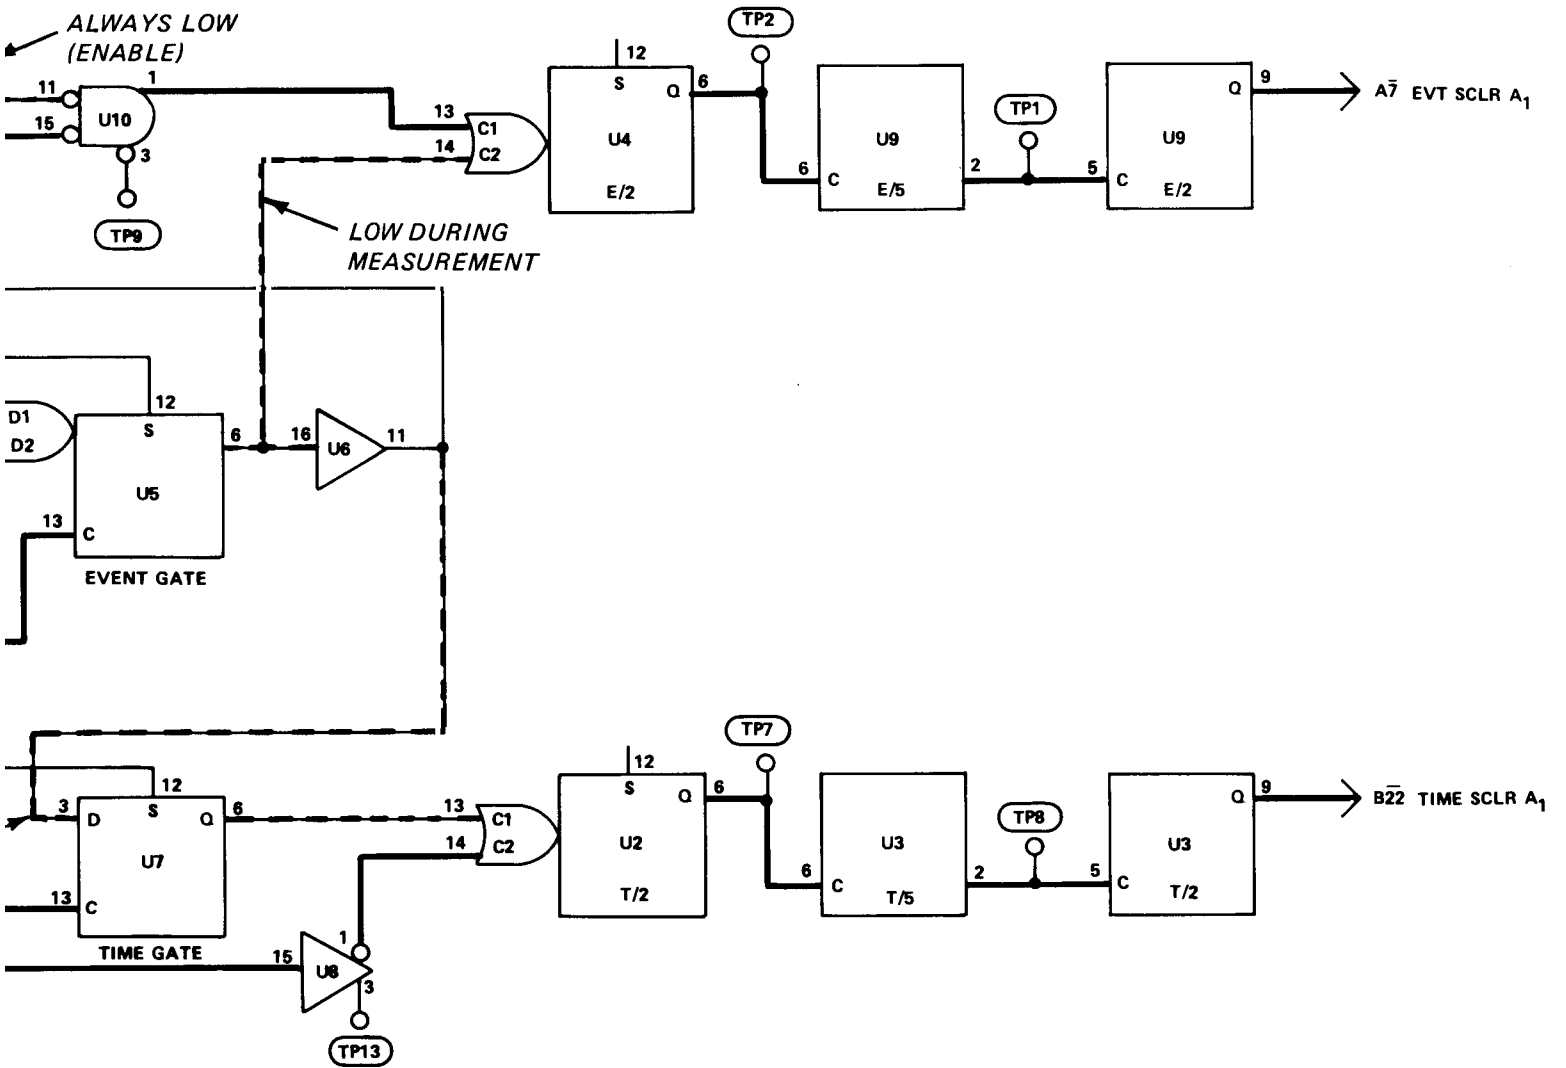 ALWAYS LOW
(ENABLE)
11
15
U10
1
3
TP9
13
14
C1
C2
12
S
Q
U4
E/2
6
TP2
6
C
U9
E/5
2
TP1
5
C
Q
U9
E/2
9
A7̅ EVT SCLR A1
LOW DURING
MEASUREMENT
D1
D2
12
S
U5
13
C
EVENT GATE
6
16
U6
11
3
D
12
S
Q
U7
13
C
TIME GATE
6
13
14
C1
C2
15
U8
1
3
TP13
12
S
Q
U2
T/2
6
TP7
6
C
U3
T/5
2
TP8
5
C
Q
U3
T/2
9
B2̅2̅ TIME SCLR A1